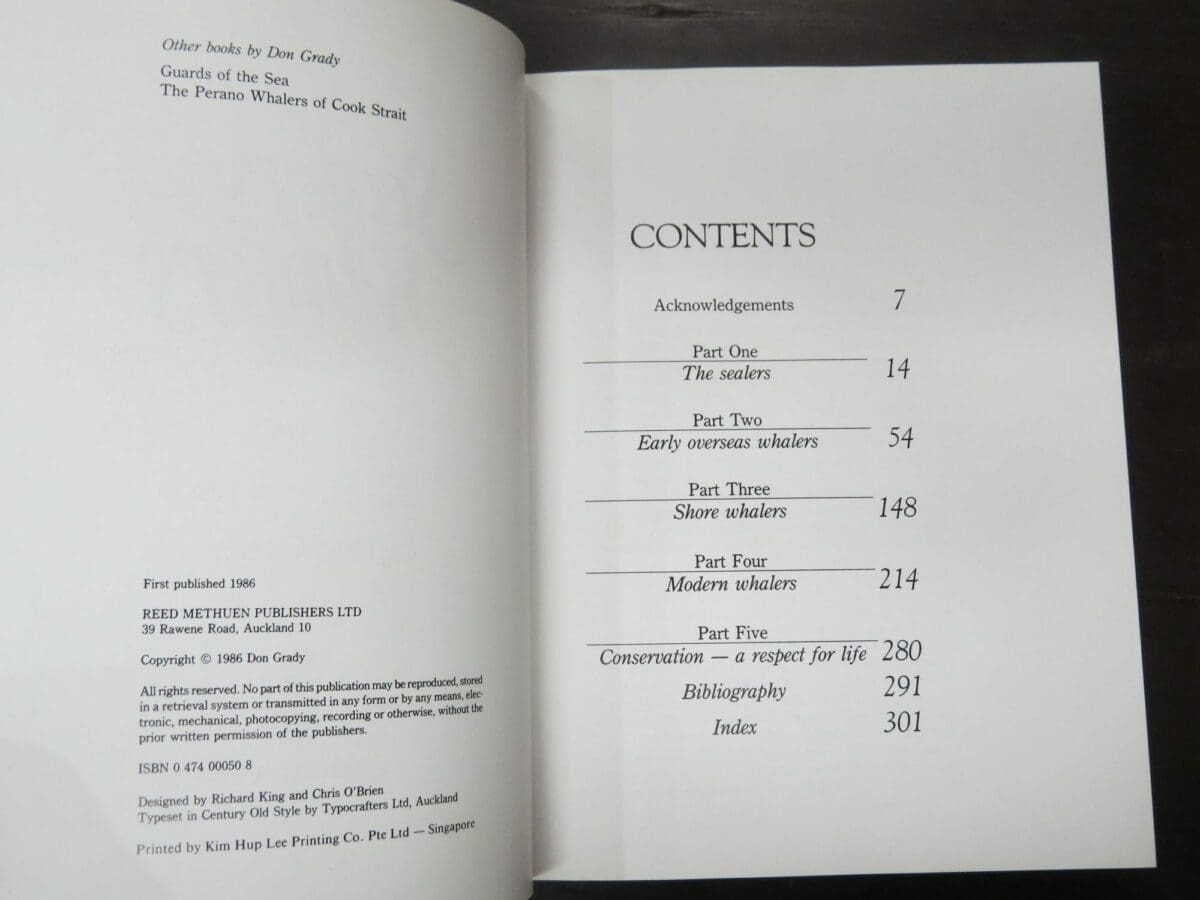 Other books by Don Grady
Guards of the Sea
The Perano Whalers of Cook Strait
First published 1986
REED METHUEN PUBLISHERS LTD
39 Rawene Road, Auckland 10
Copyright © 1986 Don Grady
All rights reserved. No part of this publication may be reproduced, stored
in a retrieval system or transmitted in any form or by any means, elec-
tronic, mechanical, photocopying, recording or otherwise, without the
prior written permission of the publishers.
ISBN 0 474 00050 8
Designed by Richard King and Chris O'Brien
Typeset in Century Old Style by Typocrafters Ltd, Auckland
Printed by Kim Hup Lee Printing Co. Pte Ltd — Singapore
CONTENTS
Acknowledgements 7
Part One
The sealers 14
Part Two
Early overseas whalers 54
Part Three
Shore whalers 148
Part Four
Modern whalers 214
Part Five
Conservation — a respect for life 280
Bibliography 291
Index 301